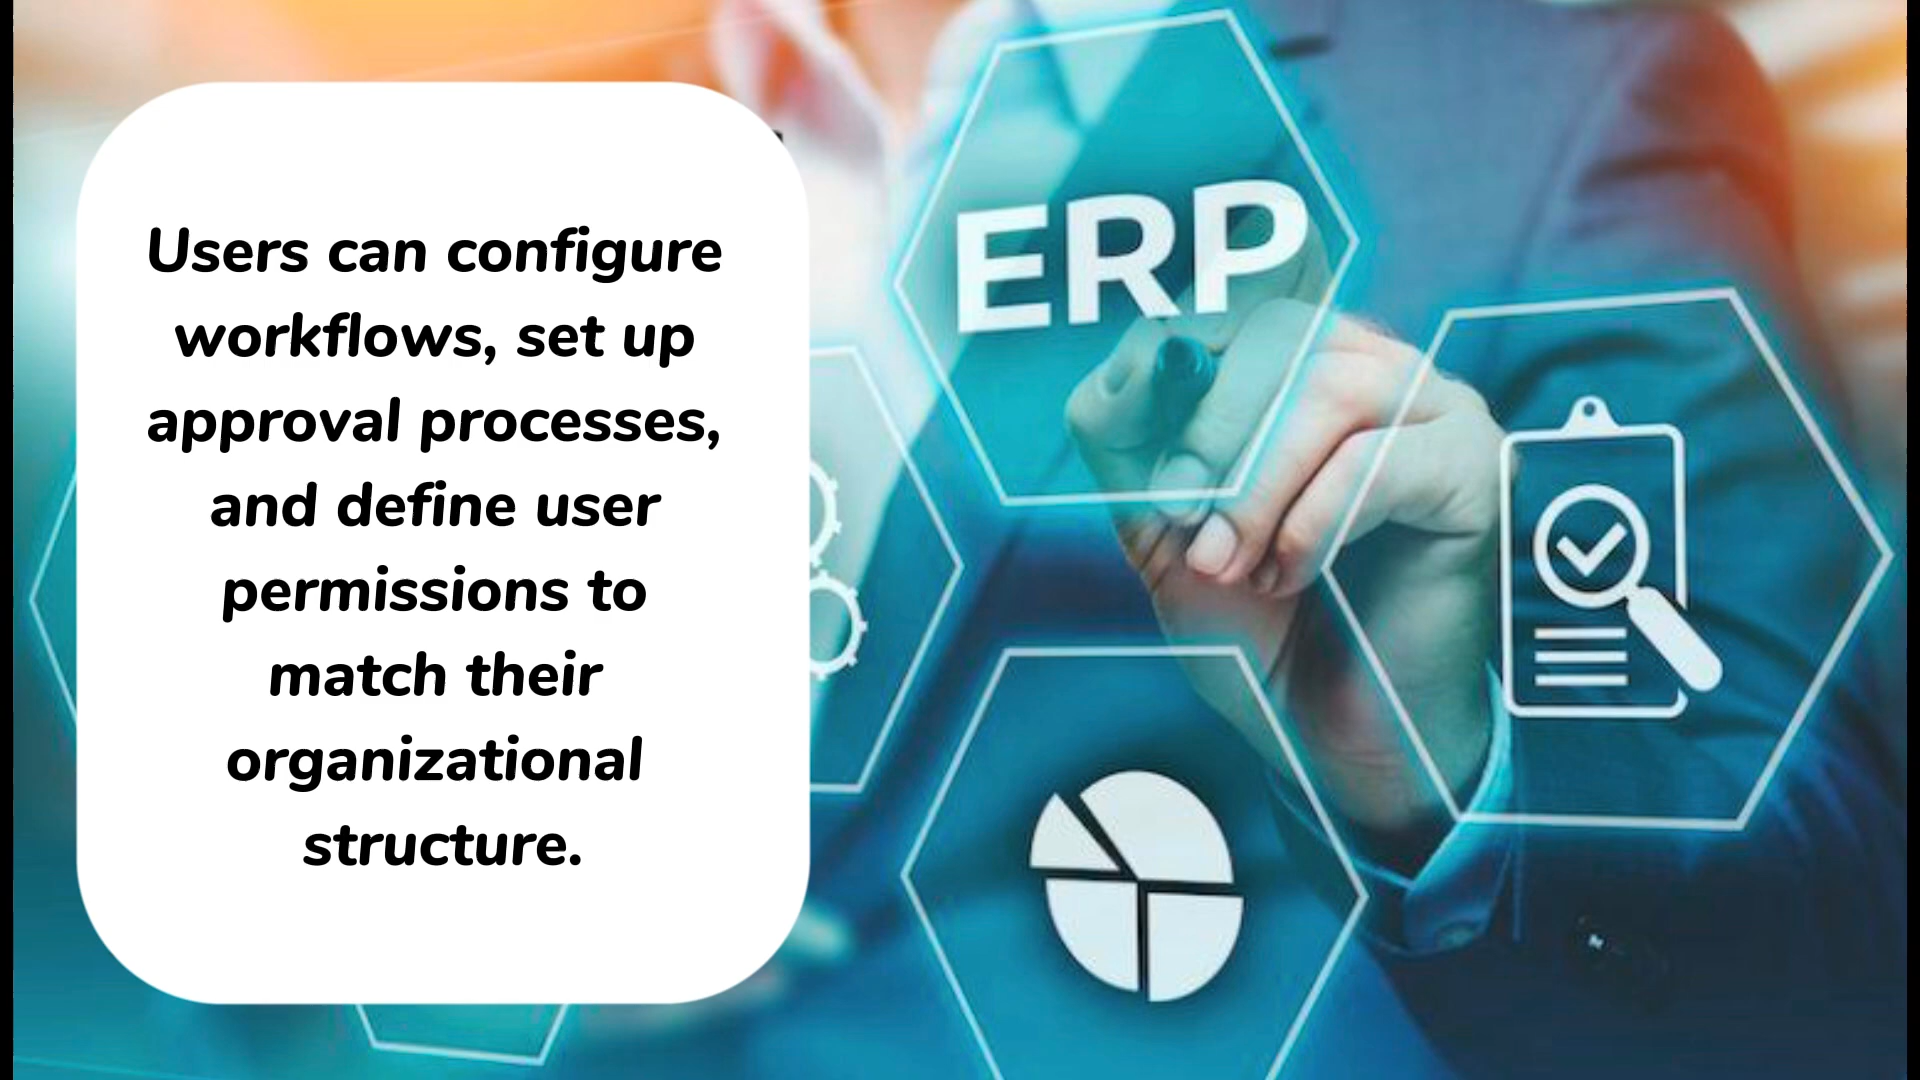 Users can configure
workflows, set up
approval processes,
and define user
permissions to
match their
organizational
structure.
ERP